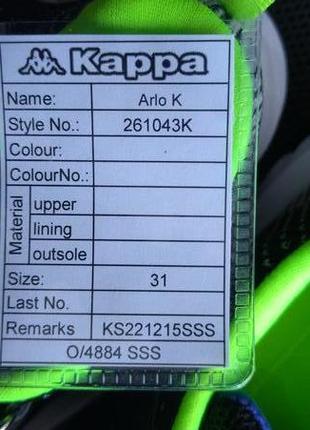 Kappa
Name: Arlo K
Style No.: 261043K
Colour:
ColourNo.:
Material
upper
lining
outsole
Size: 31
Last No.
Remarks KS221215SSS
O/4884 SSS